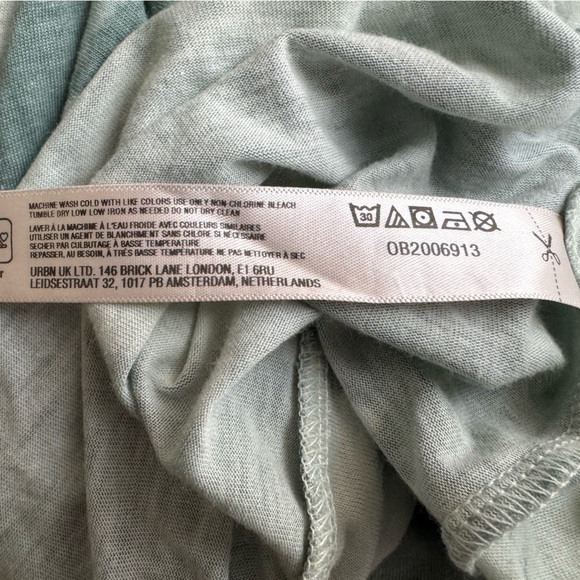 MACHINE WASH COLD WITH LIKE COLORS USE ONLY NON-CHLORINE BLEACH
TUMBLE DRY LOW LOW IRON AS NEEDED DO NOT DRY CLEAN
LAVER À LA MACHINE À L'EAU FROIDE AVEC COULEURS SIMILAIRES
UTILISER UN AGENT DE BLANCHIMENT SANS CHLORE SI NÉCESSAIRE
SÉCHER PAR CULBUTAGE À BASSE TEMPÉRATURE
REPASSER, AU BESOIN, À TRÈS BASSE TEMPÉRATURE NE PAS NETTOYER À SEC
URBN UK LTD. 146 BRICK LANE LONDON, E1 6RU
LEIDSESTRAAT 32, 1017 PB AMSTERDAM, NETHERLANDS
30
OB2006913